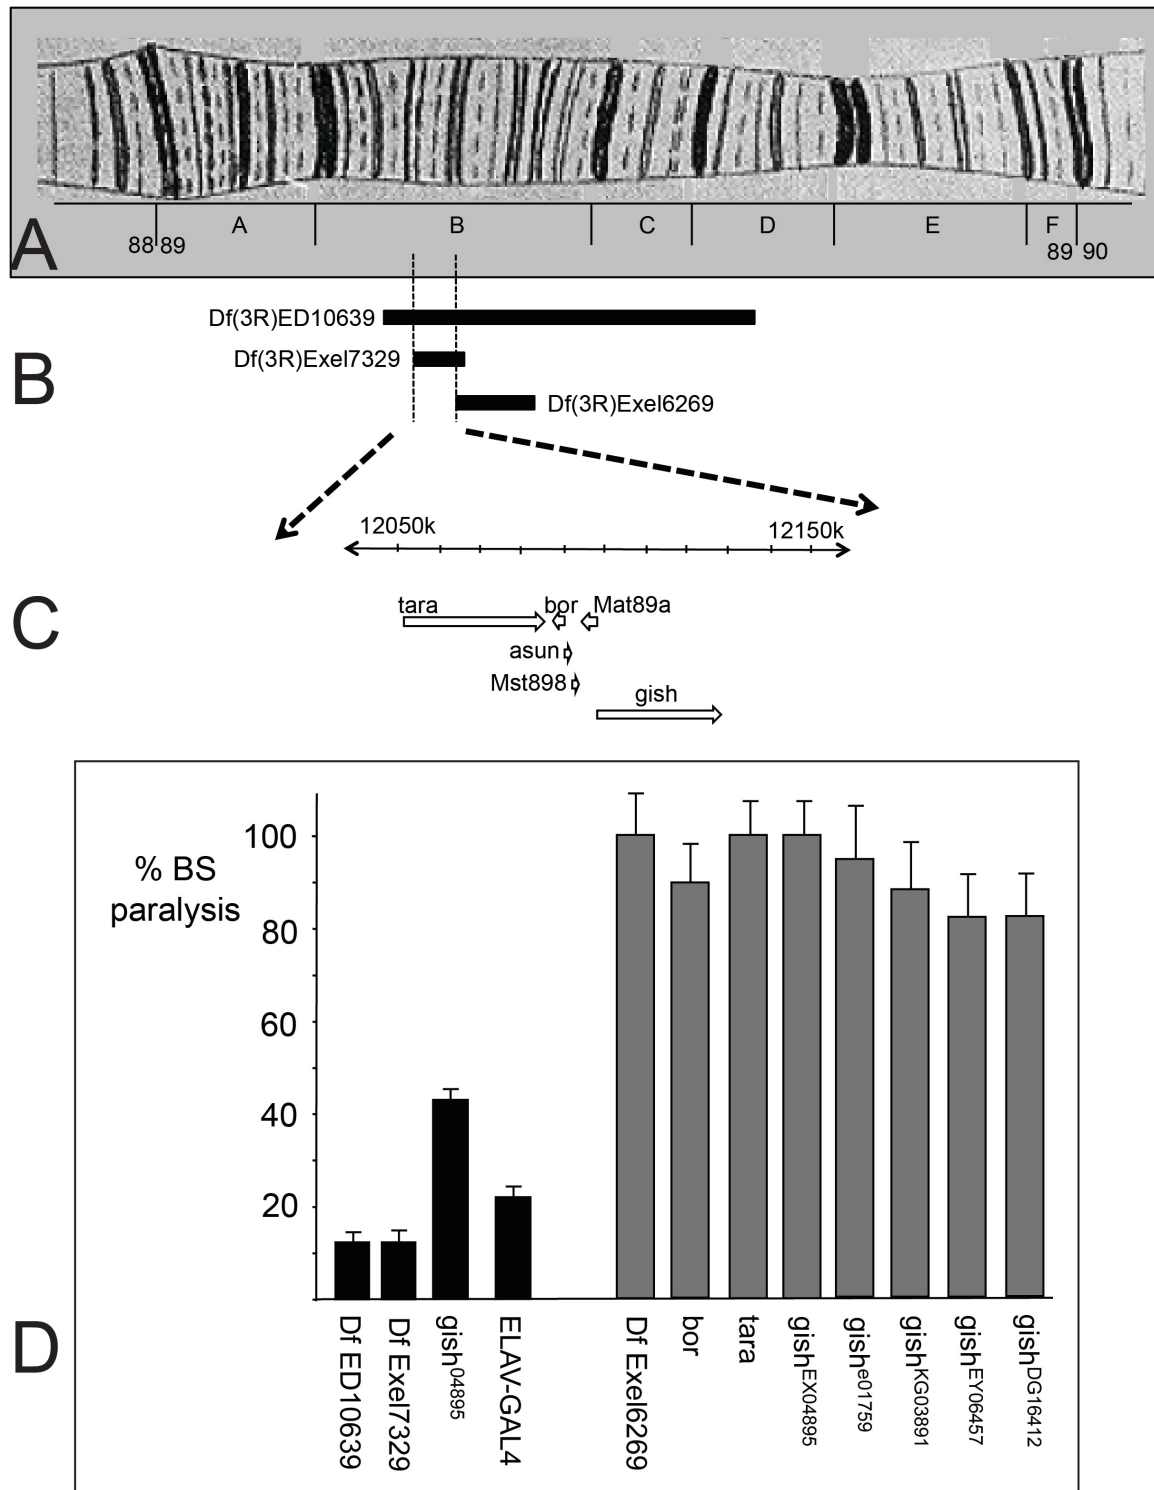 A
A B C D E F
88 89
89 90
B
Df(3R)ED10639
Df(3R)Exel7329
Df(3R)Exel6269
C
12050k 12150k
tara bor Mat89a
asun
Mst898
gish
D
% BS
paralysis
100
80
60
40
20
Df ED10639
Df Exel7329
gish04895
ELAV-GAL4
Df Exel6269
bor
tara
gishEX04895
gishe01759
gishKG03891
gishEY06457
gishDG16412